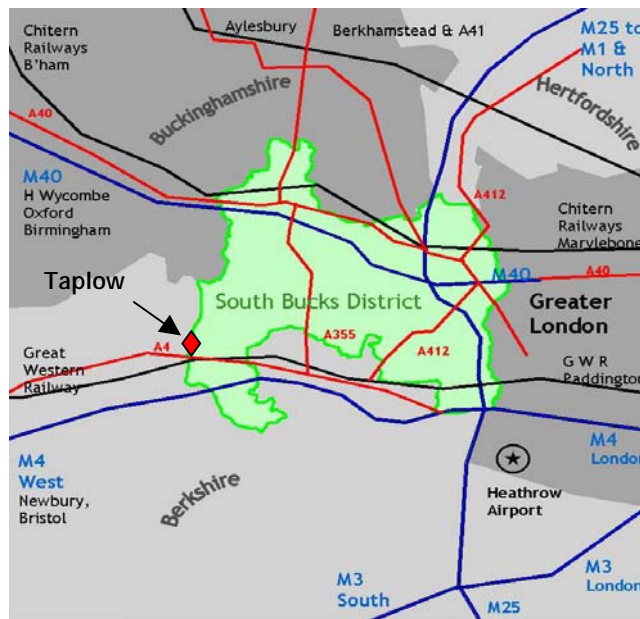 Chitern
Railways
B'ham
Aylesbury
Berkhamstead & A41
M25 to
M1 &
North
Buckinghamshire
Hertfordshire
A40
M40
H Wycombe
Oxford
Birmingham
A412
Chitern
Railways
Marylebone
M40
A40
Taplow
South Bucks District
Greater
London
A4
A355
A412
Great
Western
Railway
G W R
Paddington
M4
West
Newbury,
Bristol
Berkshire
M4
London
Heathrow
Airport
M3
South
M25
M3
London